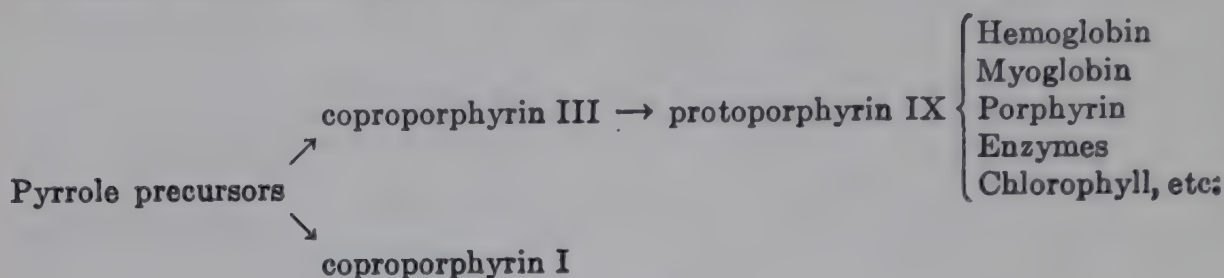 Hemoglobin
Myoglobin
coproporphyrin III → protoporphyrin IX { Porphyrin
Enzymes
Chlorophyll, etc:
Pyrrole precursors
coproporphyrin I